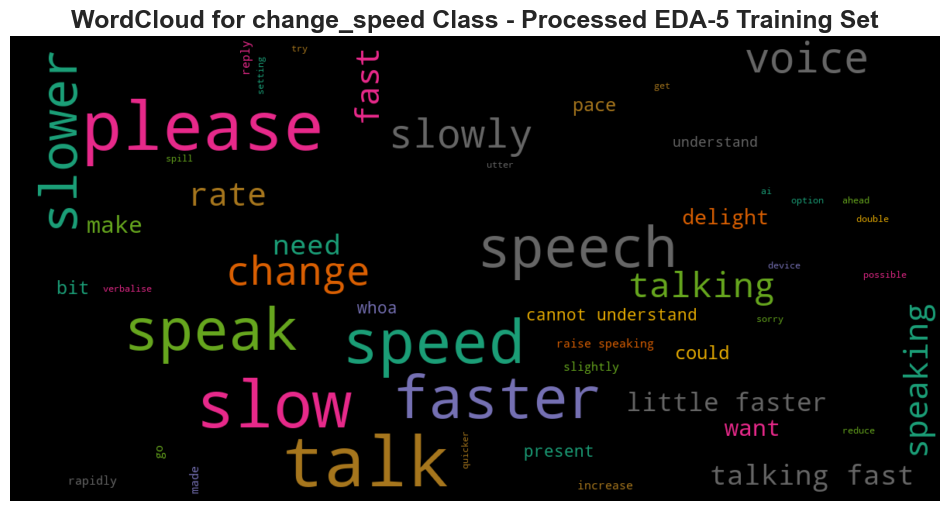 WordCloud for change_speed Class - Processed EDA-5 Training Set
slower
please
reply
setting
try
fast
slowly
voice
get
pace
understand
spill
utter
rate
make
ai
option
ahead
double
delight
need
speech
change
talking
device
possible
bit
verbalise
whoa
cannot understand
sorry
speak
speed
raise speaking
could
slightly
speaking
slow
faster
little faster
want
reduce
talk
quicker
go
present
made
rapidly
increase
talking fast